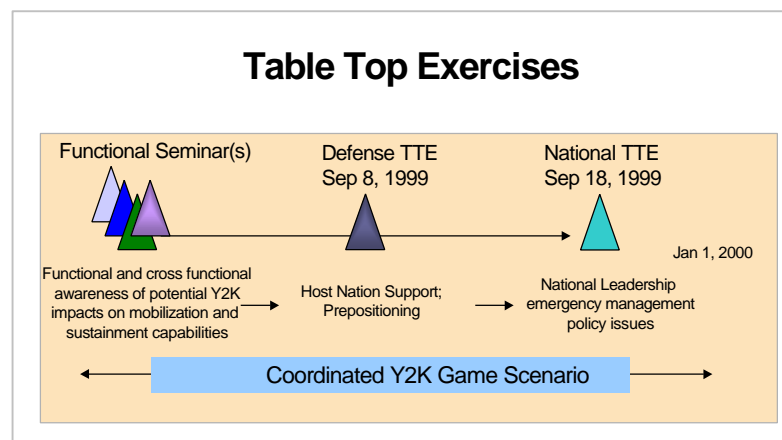 Table Top Exercises
Functional Seminar(s)
Defense TTE
Sep 8, 1999
National TTE
Sep 18, 1999
Jan 1, 2000
Functional and cross functional
awareness of potential Y2K
impacts on mobilization and
sustainment capabilities
Host Nation Support;
Prepositioning
National Leadership
emergency management
policy issues
Coordinated Y2K Game Scenario